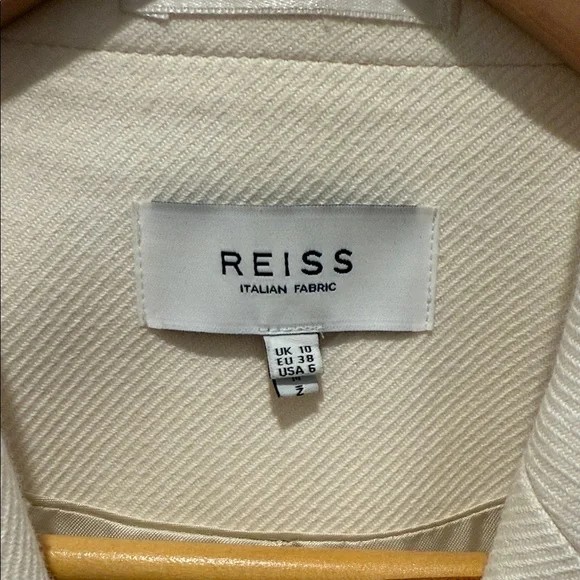 REISS
ITALIAN FABRIC
UK 10
EU 38
USA 6